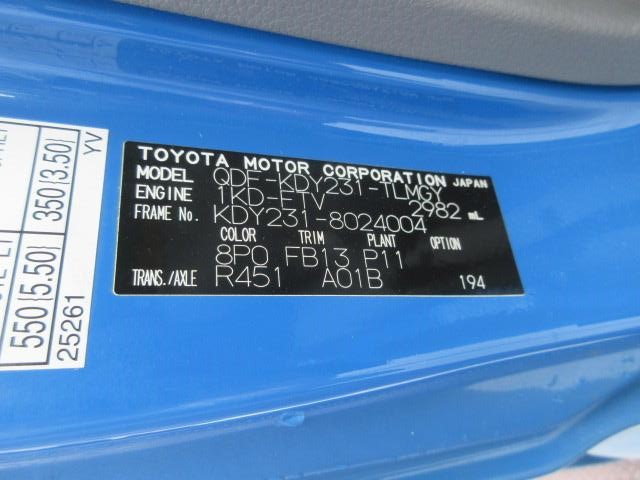 TOYOTA MOTOR CORPORATION JAPAN
MODEL QDF-KDY231-TLMGY
ENGINE 1KD-FTV 2982 mL
FRAME No. KDY231-8024004
COLOR TRIM PLANT OPTION
8P0 FB13 P11
TRANS./AXLE R451 A01B 194
550 [5.50] 350 [3.50]
25261 YV